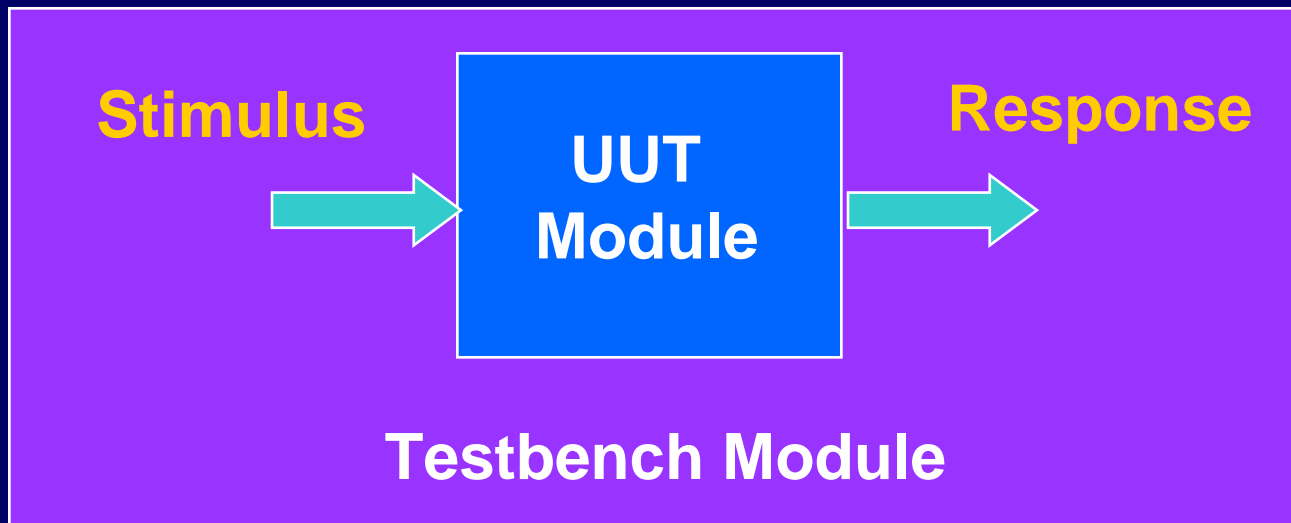 Stimulus
UUT
Module
Response
Testbench Module